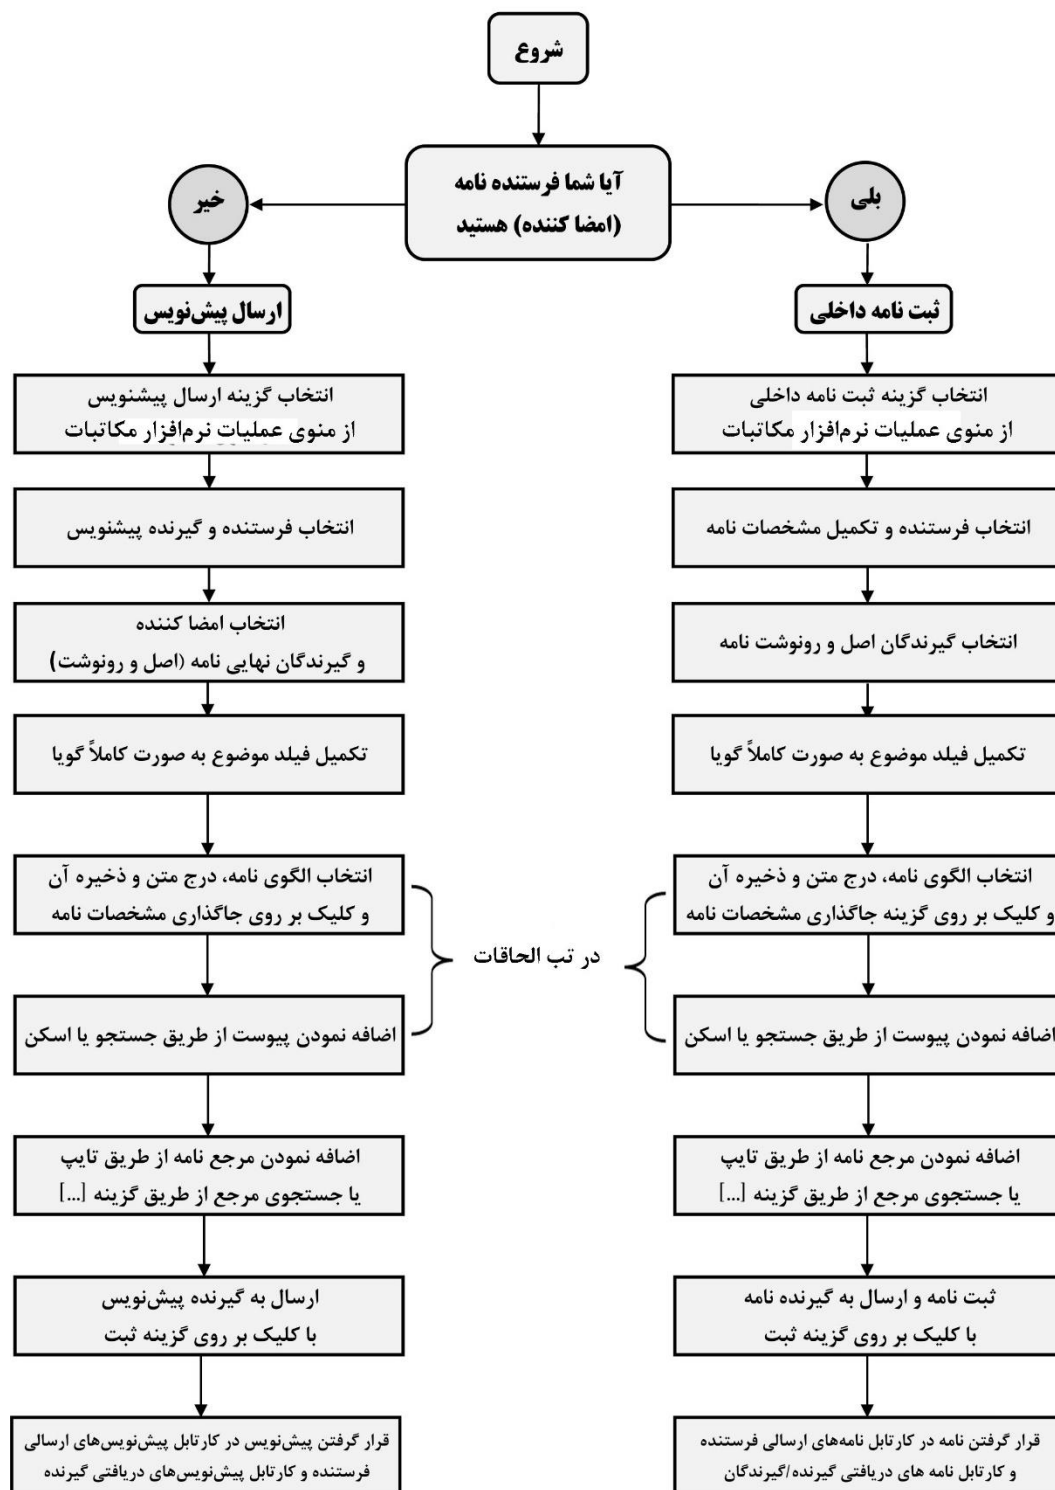 شروع
آیا شما فرستنده نامه
(امضا کننده) هستید
بلی
ثبت نامه داخلی
انتخاب گزینه ثبت نامه داخلی
از منوی عملیات نرم‌افزار مکاتبات
انتخاب فرستنده و تکمیل مشخصات نامه
انتخاب گیرندگان اصل و رونوشت نامه
تکمیل فیلد موضوع به صورت کاملاً گویا
انتخاب الگوی نامه، درج متن و ذخیره آن
و کلیک بر روی گزینه جاگذاری مشخصات نامه
اضافه نمودن پیوست از طریق جستجو یا اسکن
اضافه نمودن مرجع نامه از طریق تایپ
یا جستجوی مرجع از طریق گزینه [...]
ثبت نامه و ارسال به گیرنده نامه
با کلیک بر روی گزینه ثبت
قرار گرفتن نامه در کارتابل نامه‌های ارسالی فرستنده
و کارتابل نامه های دریافتی گیرنده/گیرندگان
در تب الحاقات
خیر
ارسال پیش‌نویس
انتخاب گزینه ارسال پیشنویس
از منوی عملیات نرم‌افزار مکاتبات
انتخاب فرستنده و گیرنده پیشنویس
انتخاب امضا کننده
و گیرندگان نهایی نامه (اصل و رونوشت)
تکمیل فیلد موضوع به صورت کاملاً گویا
انتخاب الگوی نامه، درج متن و ذخیره آن
و کلیک بر روی جاگذاری مشخصات نامه
اضافه نمودن پیوست از طریق جستجو یا اسکن
اضافه نمودن مرجع نامه از طریق تایپ
یا جستجوی مرجع از طریق گزینه [...]
ارسال به گیرنده پیش‌نویس
با کلیک بر روی گزینه ثبت
قرار گرفتن پیش‌نویس در کارتابل پیش‌نویس‌های ارسالی
فرستنده و کارتابل پیش‌نویس‌های دریافتی گیرنده